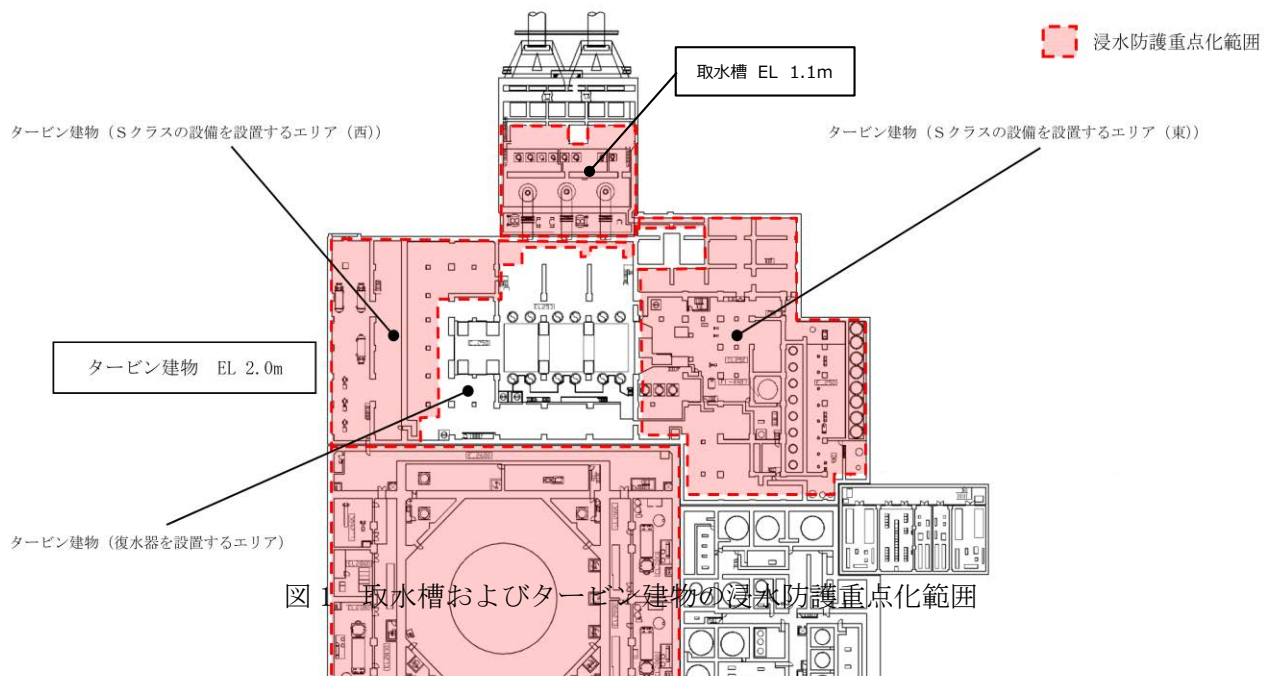 浸水防護重点化範囲
取水槽 EL 1.1m
タービン建物（Ｓクラスの設備を設置するエリア（西））
タービン建物（Ｓクラスの設備を設置するエリア（東））
タービン建物 EL 2.0m
タービン建物（復水器を設置するエリア）
図 1 取水槽およびタービン建物の浸水防護重点化範囲